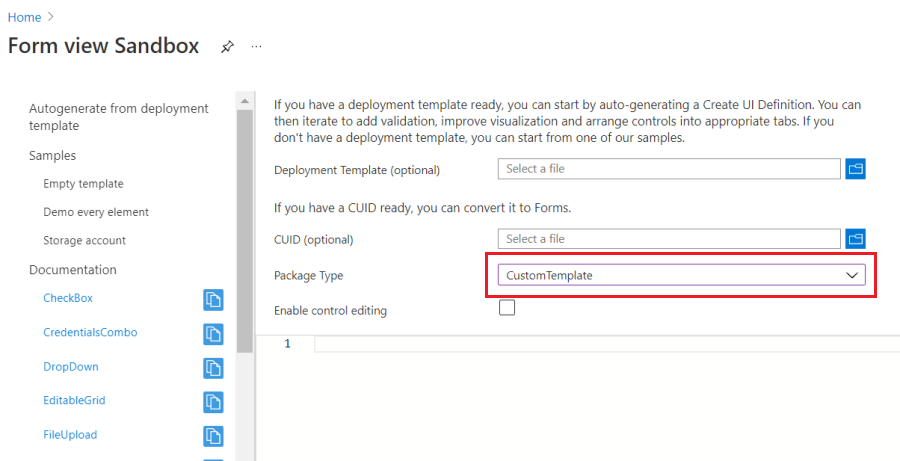 Home
Form view Sandbox
...
Autogenerate from deployment
template
Samples
Empty template
Demo every element
Storage account
Documentation
CheckBox
CredentialsCombo
DropDown
EditableGrid
FileUpload
If you have a deployment template ready, you can start by auto-generating a Create UI Definition. You can
then iterate to add validation, improve visualization and arrange controls into appropriate tabs. If you
don't have a deployment template, you can start from one of our samples.
Deployment Template (optional)
Select a file
If you have a CUID ready, you can convert it to Forms.
CUID (optional)
Select a file
Package Type
CustomTemplate
Enable control editing
1